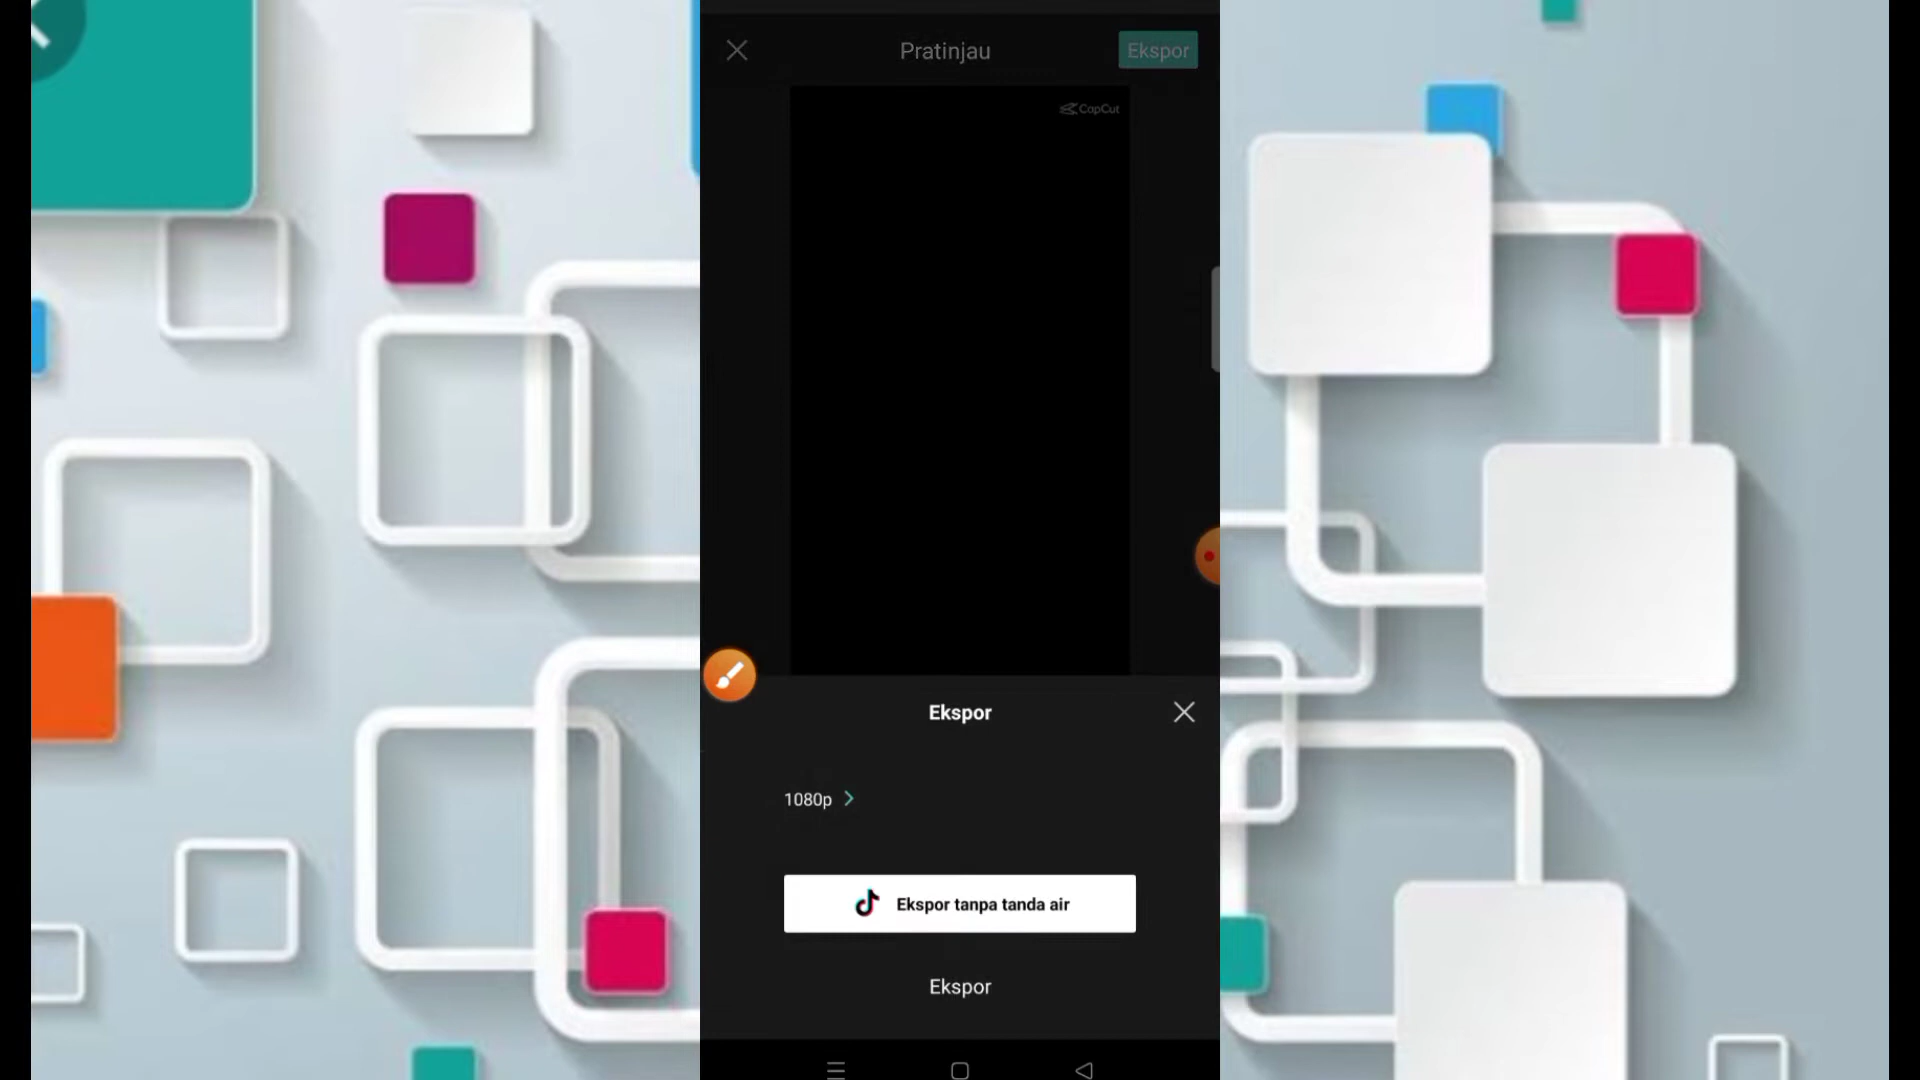 Pratinjau
Ekspor
CapCut
Ekspor
1080p
Ekspor tanpa tanda air
Ekspor